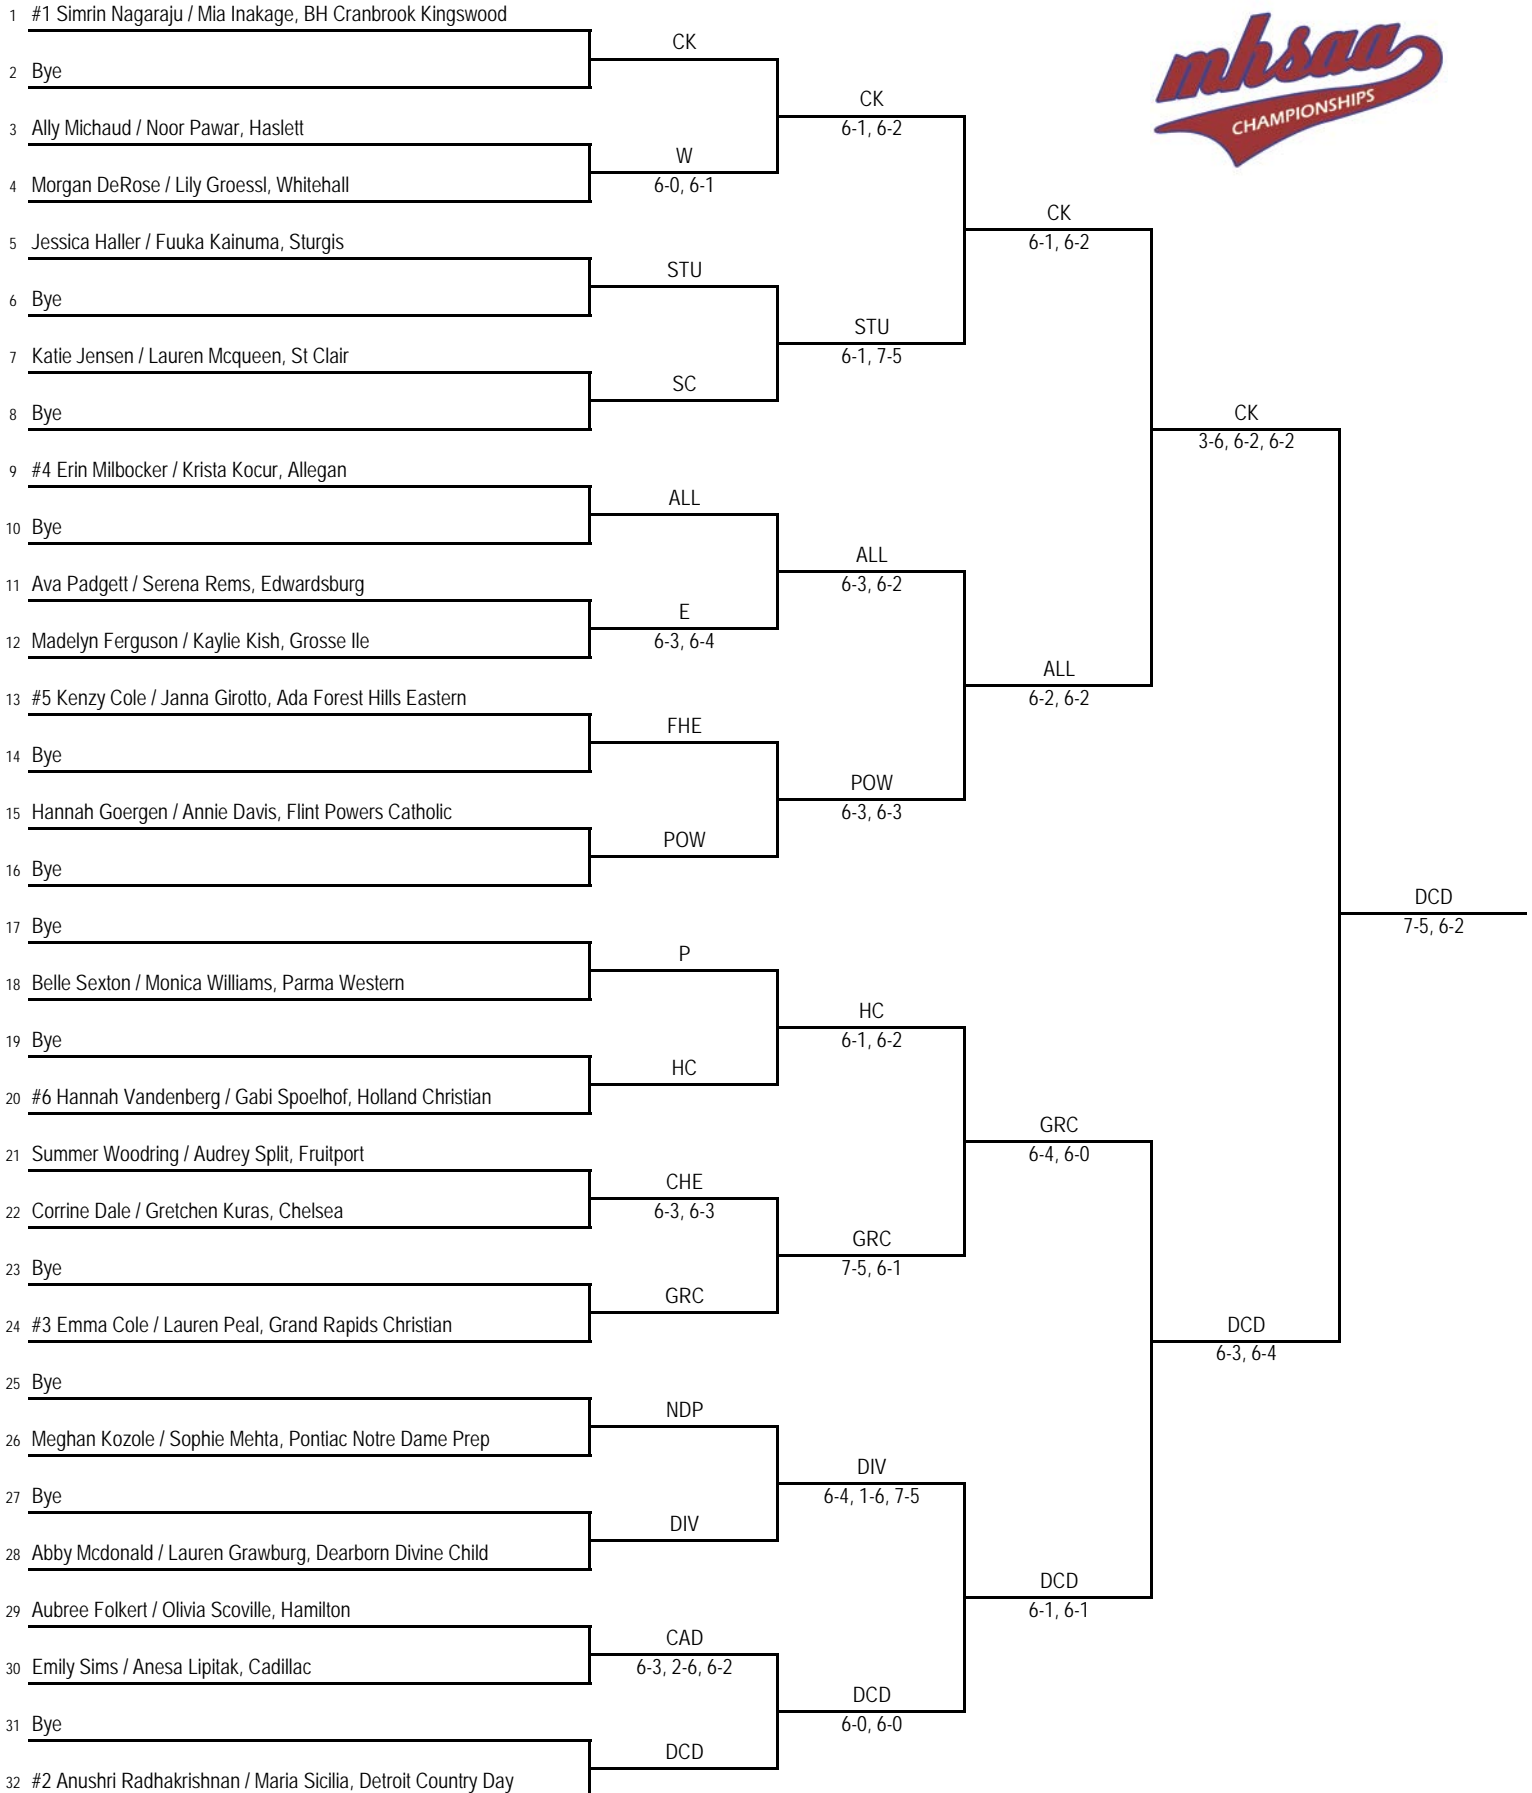 1 #1 Simrin Nagaraju / Mia Inakage, BH Cranbrook Kingswood
mhsaa
CHAMPIONSHIPS
CK
2 Bye
CK
6-1, 6-2
3 Ally Michaud / Noor Pawar, Haslett
W
6-0, 6-1
4 Morgan DeRose / Lily Groessl, Whitehall
CK
6-1, 6-2
5 Jessica Haller / Fuuka Kainuma, Sturgis
STU
6 Bye
STU
6-1, 7-5
7 Katie Jensen / Lauren Mcqueen, St Clair
SC
8 Bye
CK
3-6, 6-2, 6-2
9 #4 Erin Milbocker / Krista Kocur, Allegan
ALL
10 Bye
ALL
6-3, 6-2
11 Ava Padgett / Serena Rems, Edwardsburg
E
6-3, 6-4
12 Madelyn Ferguson / Kaylie Kish, Grosse Ile
ALL
6-2, 6-2
13 #5 Kenzy Cole / Janna Girotto, Ada Forest Hills Eastern
FHE
14 Bye
POW
6-3, 6-3
15 Hannah Goergen / Annie Davis, Flint Powers Catholic
POW
16 Bye
DCD
7-5, 6-2
17 Bye
P
18 Belle Sexton / Monica Williams, Parma Western
HC
6-1, 6-2
19 Bye
HC
20 #6 Hannah Vandenberg / Gabi Spoelhof, Holland Christian
GRC
6-4, 6-0
21 Summer Woodring / Audrey Split, Fruitport
CHE
6-3, 6-3
22 Corrine Dale / Gretchen Kuras, Chelsea
GRC
7-5, 6-1
23 Bye
GRC
24 #3 Emma Cole / Lauren Peal, Grand Rapids Christian
DCD
6-3, 6-4
25 Bye
NDP
26 Meghan Kozole / Sophie Mehta, Pontiac Notre Dame Prep
DIV
6-4, 1-6, 7-5
27 Bye
DIV
28 Abby Mcdonald / Lauren Grawburg, Dearborn Divine Child
DCD
6-1, 6-1
29 Aubree Folkert / Olivia Scoville, Hamilton
CAD
6-3, 2-6, 6-2
30 Emily Sims / Anesa Lipitak, Cadillac
DCD
6-0, 6-0
31 Bye
DCD
32 #2 Anushri Radhakrishnan / Maria Sicilia, Detroit Country Day